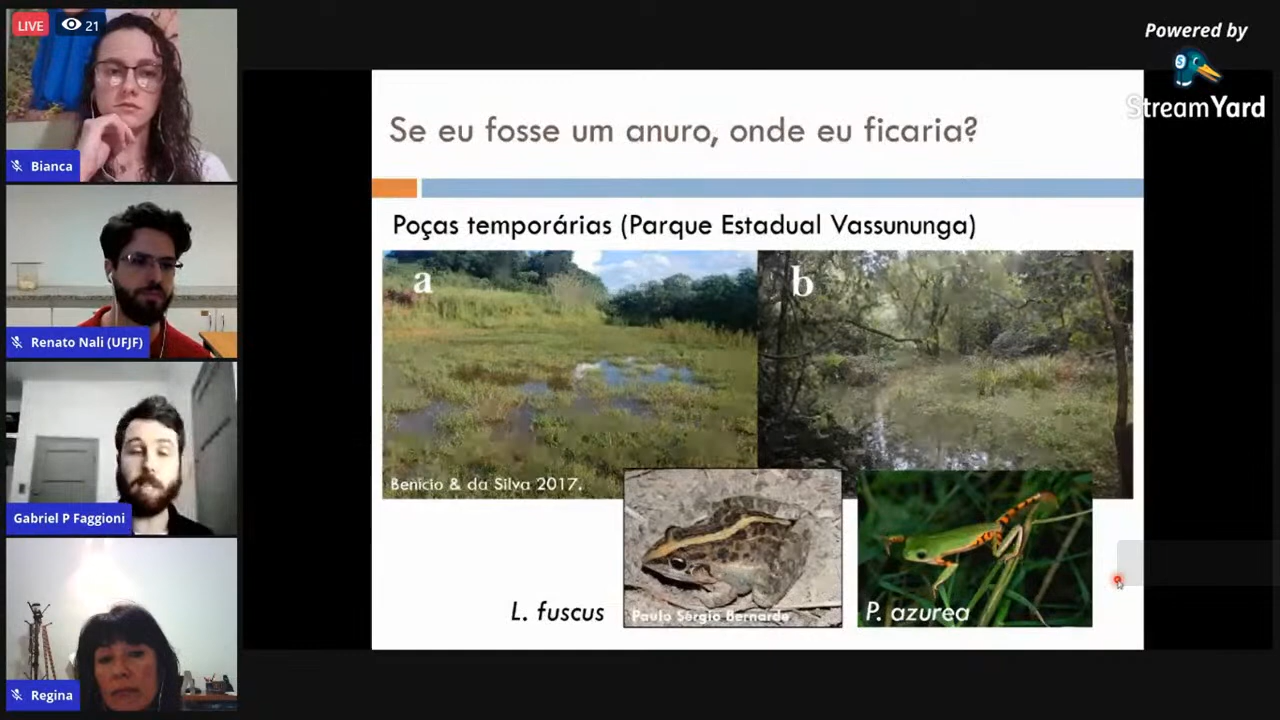 LIVE 21
Bianca
Renato Nali (UFJF)
Gabriel P Faggioni
Regina
Powered by
StreamYard
Se eu fosse um anuro, onde eu ficaria?
Poças temporárias (Parque Estadual Vassununga)
a
b
Benício & da Silva 2017.
L. fuscus
Paulo Sérgio Bernarde
P. azurea